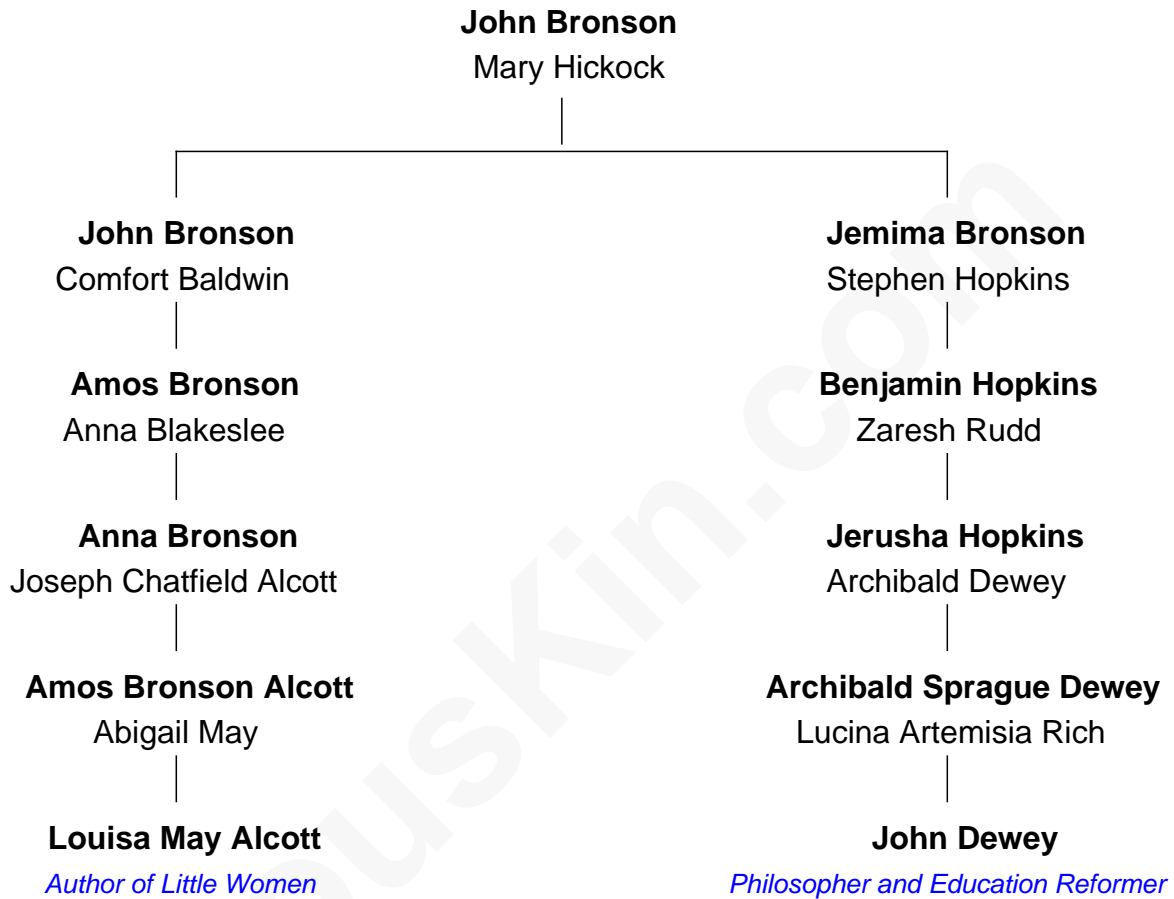 John Bronson
Mary Hickock
John Bronson
Comfort Baldwin
Amos Bronson
Anna Blakeslee
Anna Bronson
Joseph Chatfield Alcott
Amos Bronson Alcott
Abigail May
Louisa May Alcott
Author of Little Women
Jemima Bronson
Stephen Hopkins
Benjamin Hopkins
Zaresh Rudd
Jerusha Hopkins
Archibald Dewey
Archibald Sprague Dewey
Lucina Artemisia Rich
John Dewey
Philosopher and Education Reformer
ousKin.com